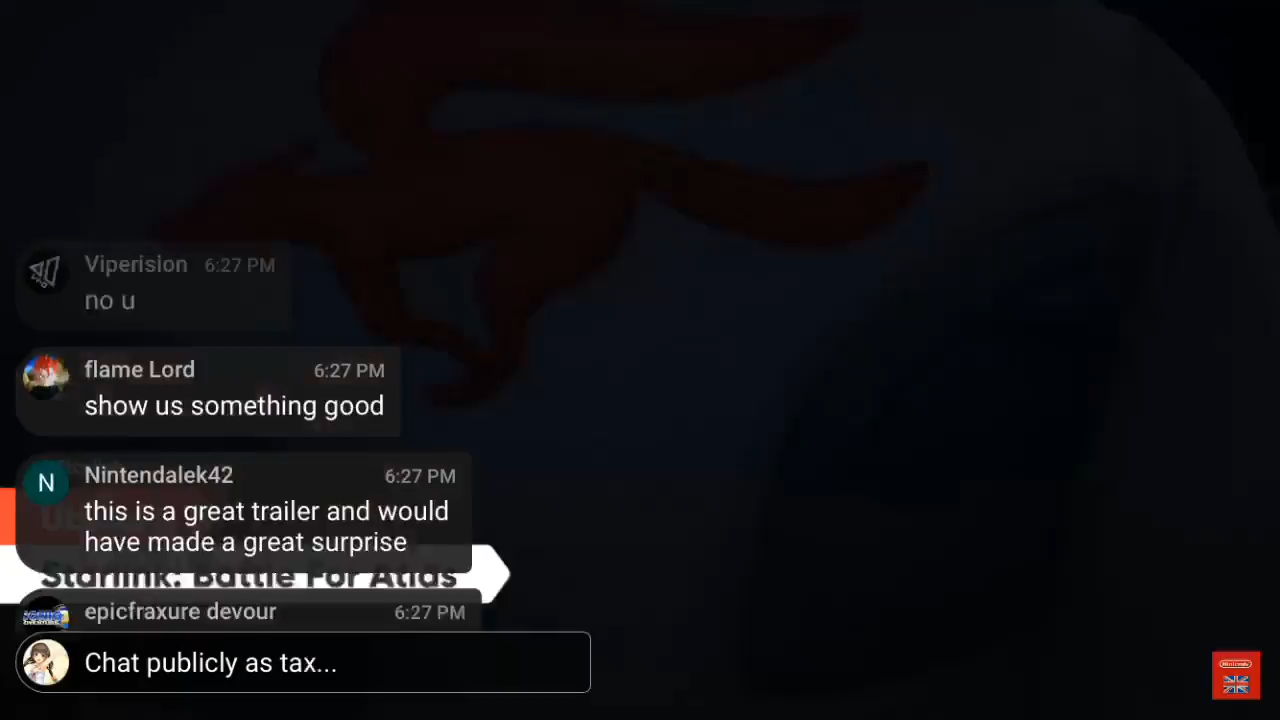 Viperision 6:27 PM
no u
flame Lord 6:27 PM
show us something good
Nintendalek42 6:27 PM
N
this is a great trailer and would
have made a great surprise
Starlink: Battle For Atlas
epicfraxure devour 6:27 PM
Chat publicly as tax...
Nintendo